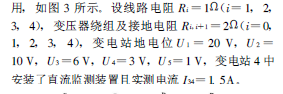 用, 如图 3 所示。设线路电阻 Ri=1Ω(i= 1, 2,
3, 4), 变压器绕组及接地电阻 Ri, i+1=2Ω(i=0,
1, 2, 3, 4), 变电站地电位 U1= 20 V, U2=
10 V, U3=6 V, U4=3 V, U5= 1 V, 变电站 4 中
安装了直流监测装置且实测电流 I34=1. 5A.